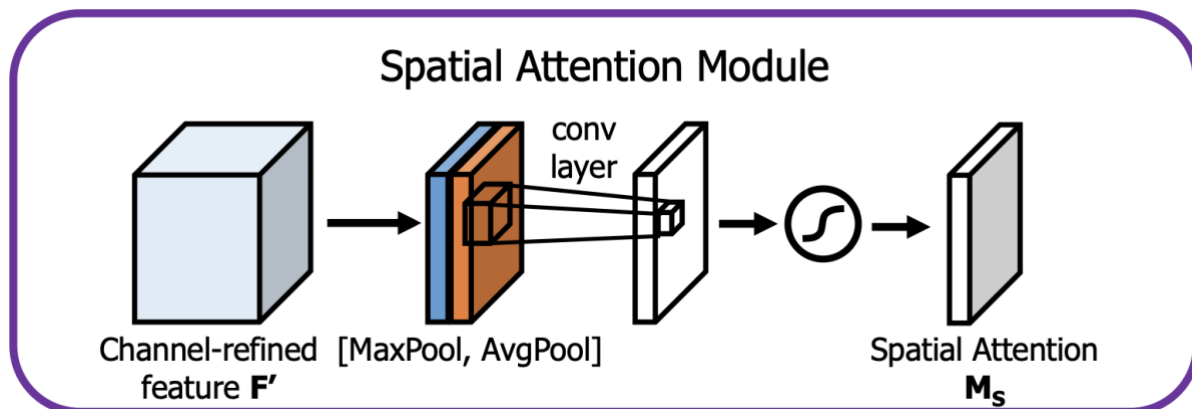 Spatial Attention Module
conv
layer
Channel-refined
feature F’
[MaxPool, AvgPool]
Spatial Attention
Ms